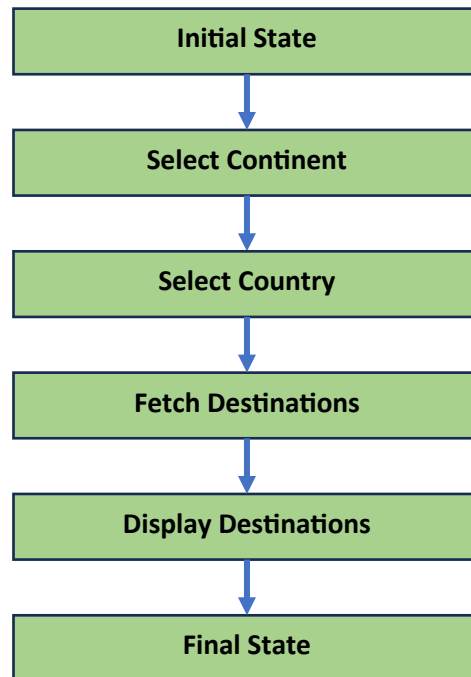 Initial State
Select Continent
Select Country
Fetch Destinations
Display Destinations
Final State